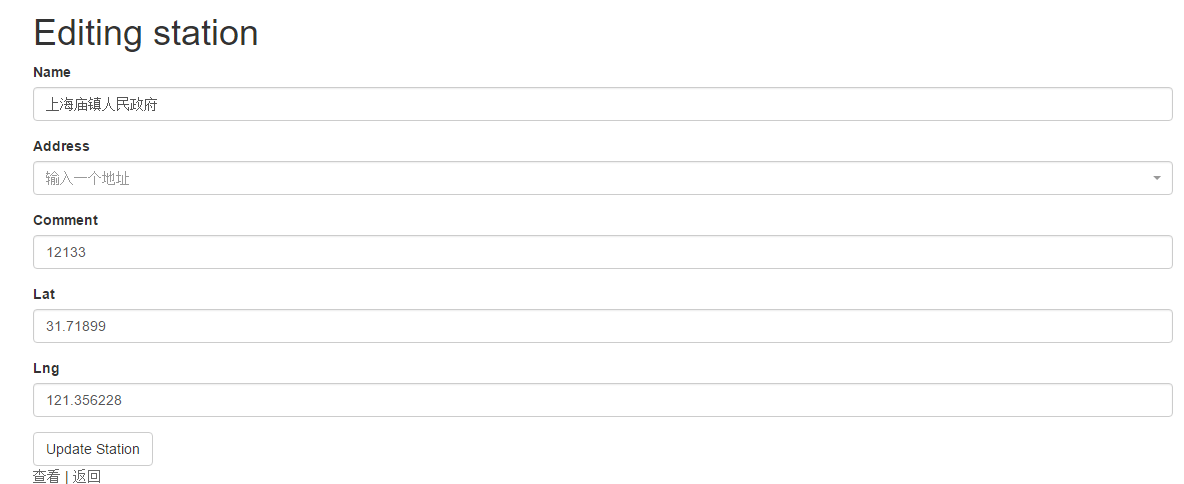 Editing station
Name
上海庙镇人民政府
Address
输入一个地址
Comment
12133
Lat
31.71899
Lng
121.356228
Update Station
查看 | 返回